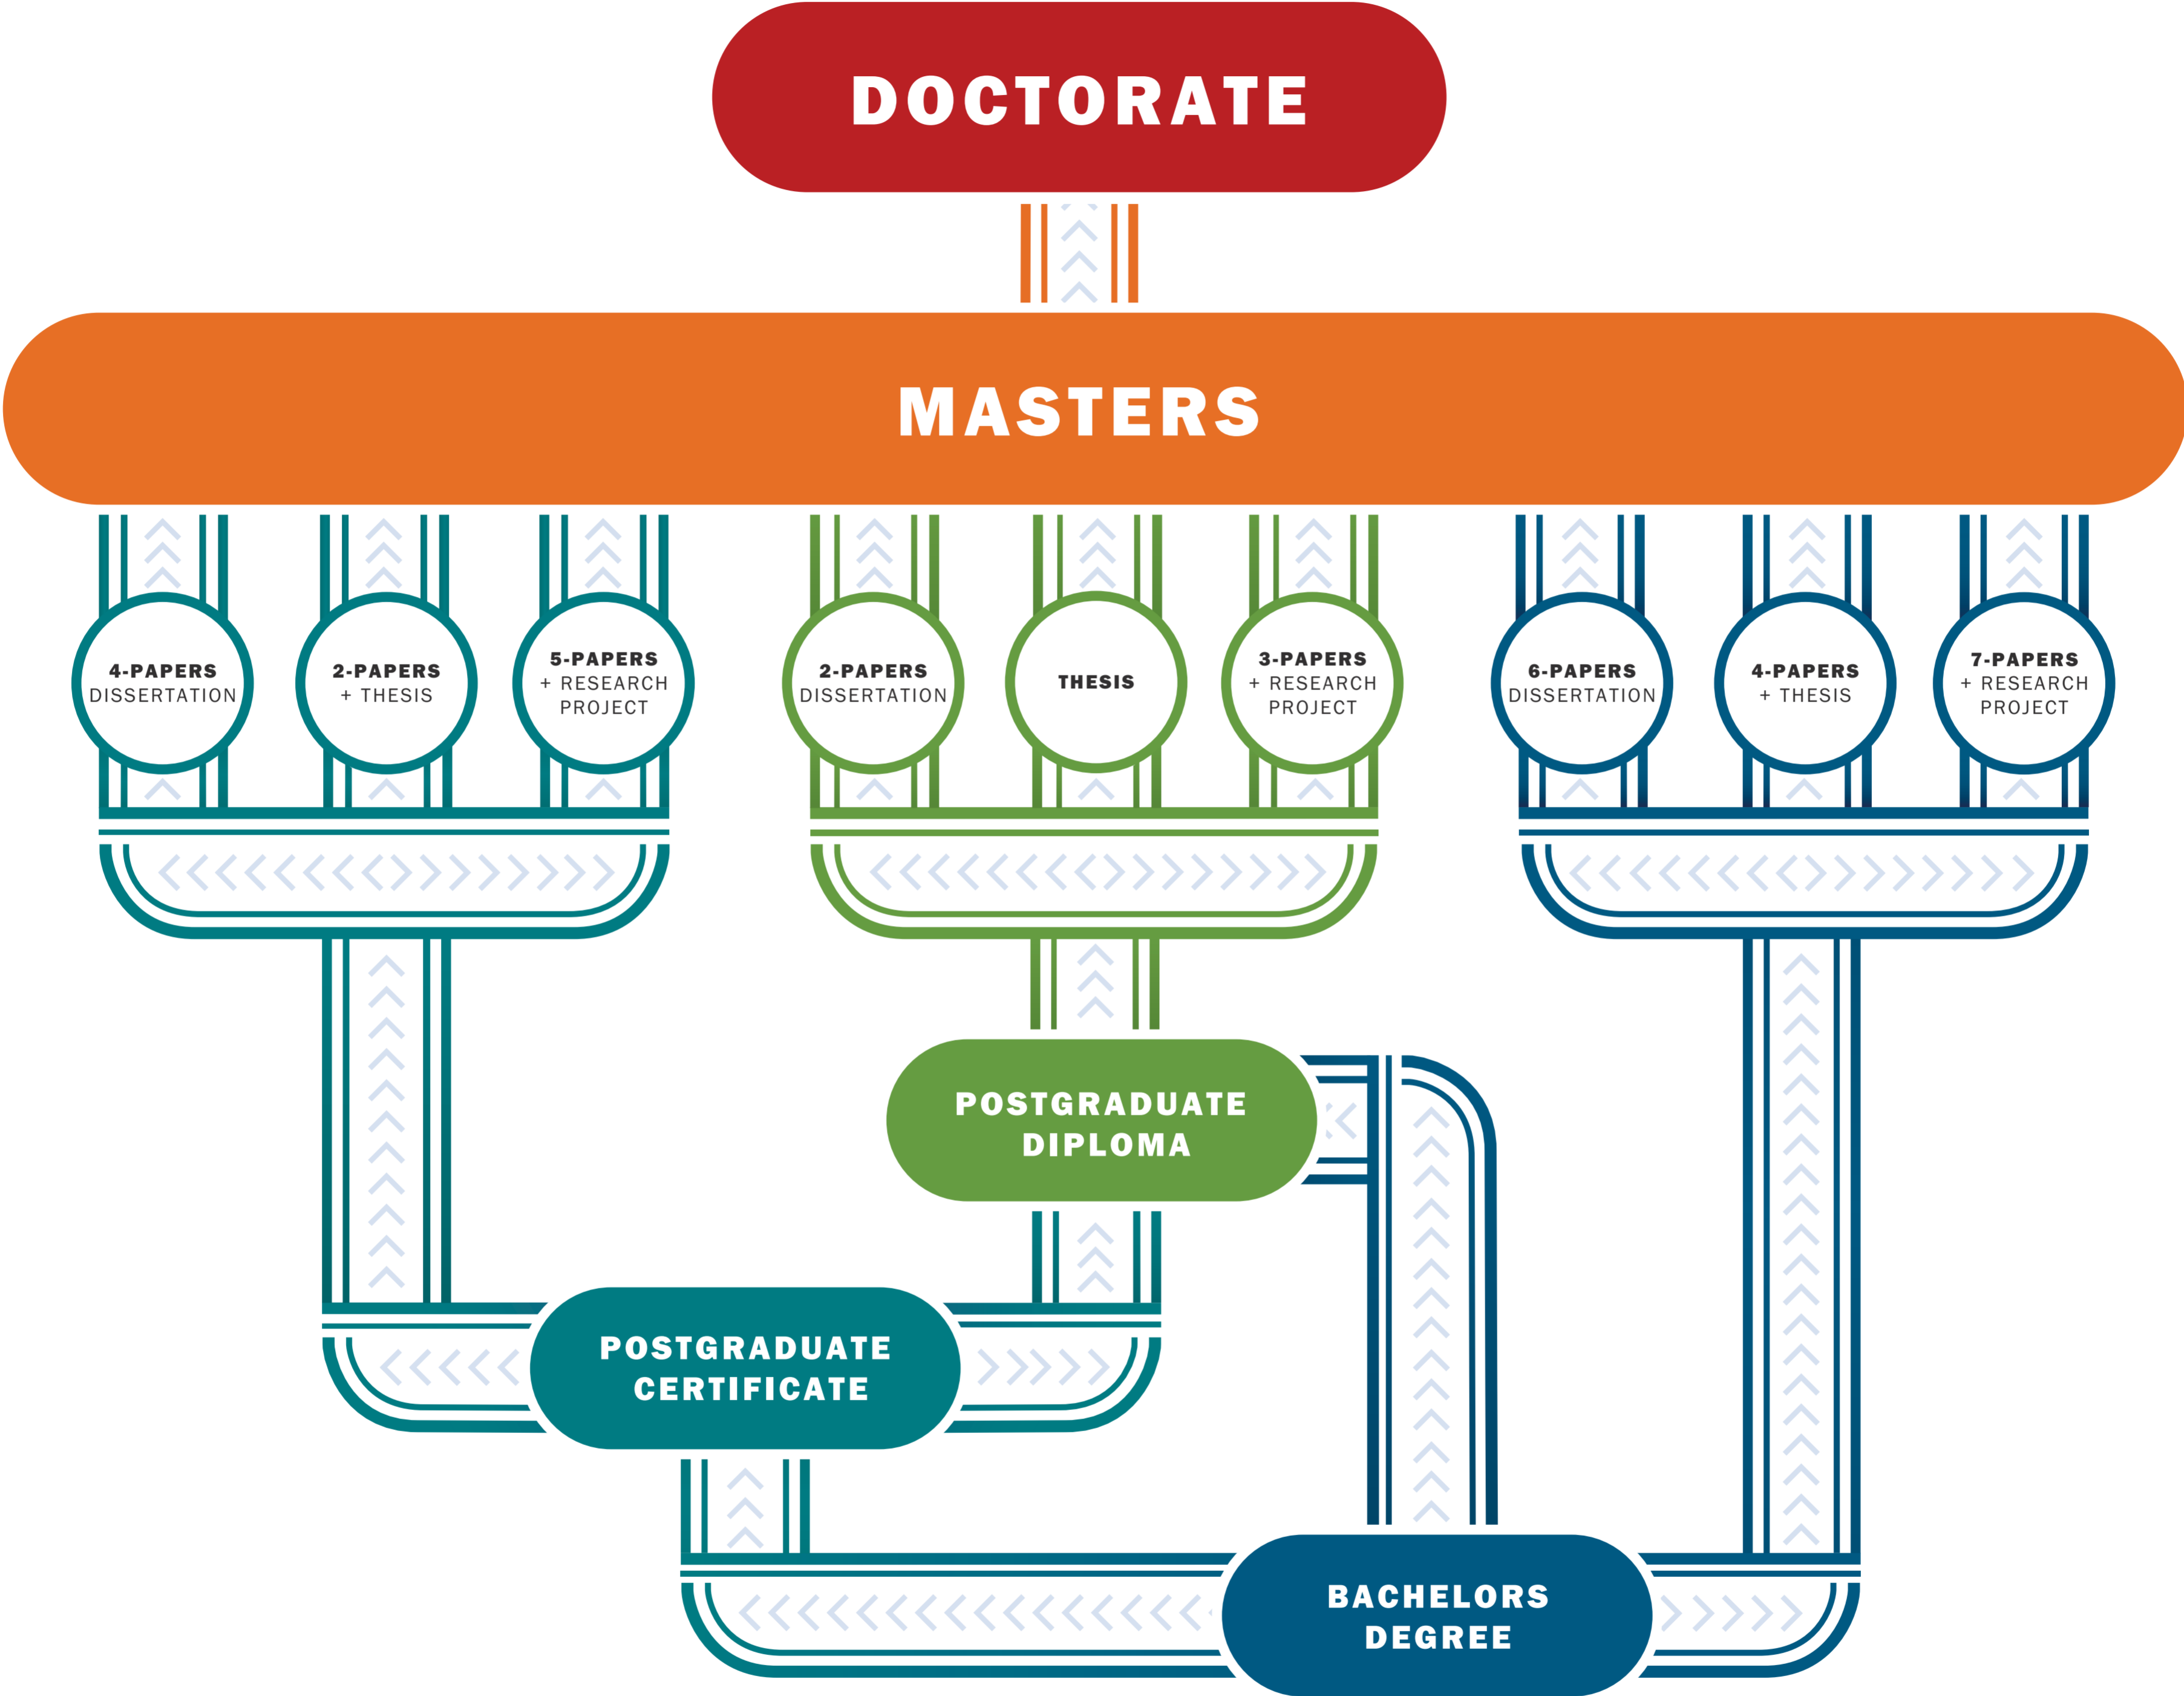 DOCTORATE
MASTERS
4-PAPERS
DISSERTATION
2-PAPERS
+ THESIS
5-PAPERS
+ RESEARCH
PROJECT
2-PAPERS
DISSERTATION
THESIS
3-PAPERS
+ RESEARCH
PROJECT
6-PAPERS
DISSERTATION
4-PAPERS
+ THESIS
7-PAPERS
+ RESEARCH
PROJECT
POSTGRADUATE
DIPLOMA
POSTGRADUATE
CERTIFICATE
BACHELORS
DEGREE